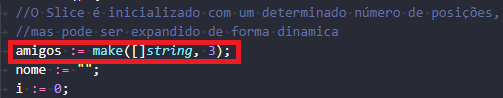 //O Slice é inicializado com um determinado número de posições,
//mas pode ser expandido de forma dinamica
amigos := make([]string, 3);
nome := "";
i := 0;